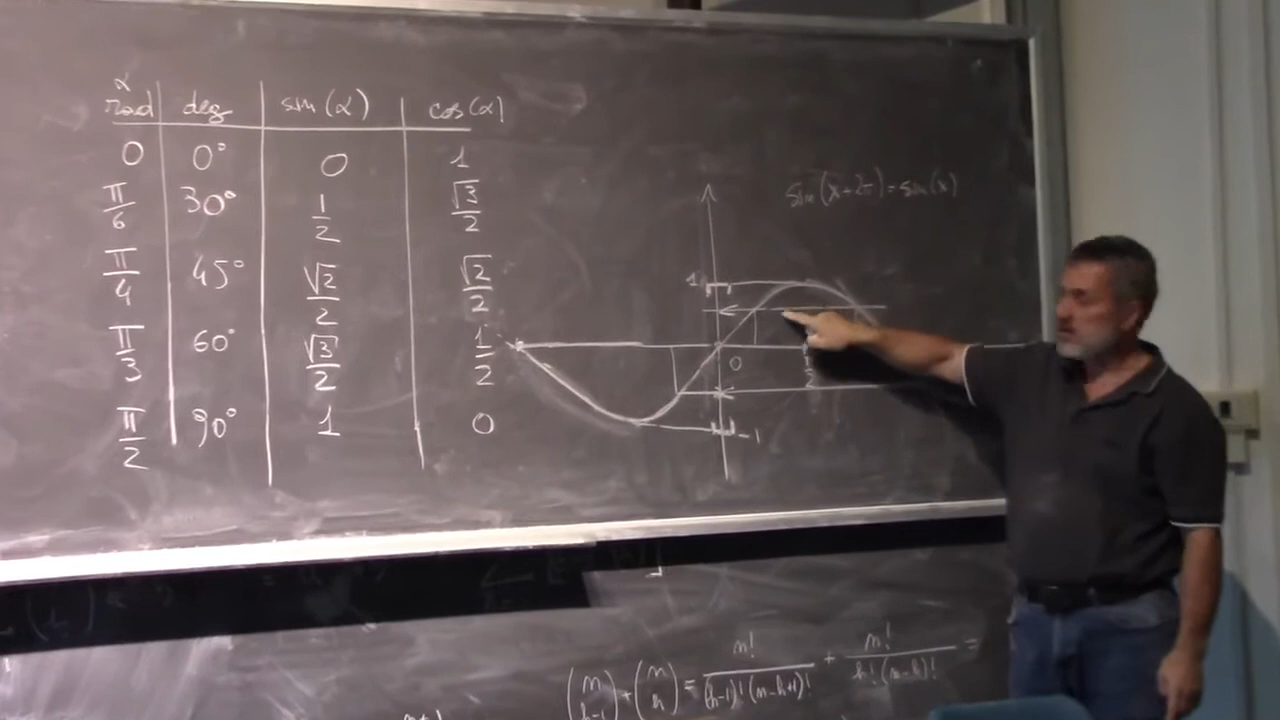 α
rad deg sin(α) cos(α)
0 0° 0 1
π/6 30° 1/2 √3/2
π/4 45° √2/2 √2/2
π/3 60° √3/2 1/2
π/2 90° 1 0
sin(x+2π)=sin(x)
1
0
2
-1
(n h-1)+(n h)=n!/(h-1)!(n-h+1)! + n!/h!(n-h)! =
n+1